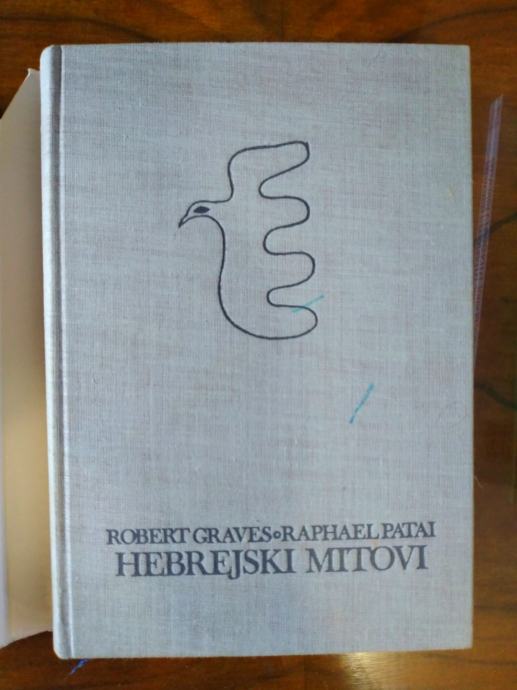 ROBERT GRAVES•RAPHAEL PATAI
HEBREJSKI MITOVI